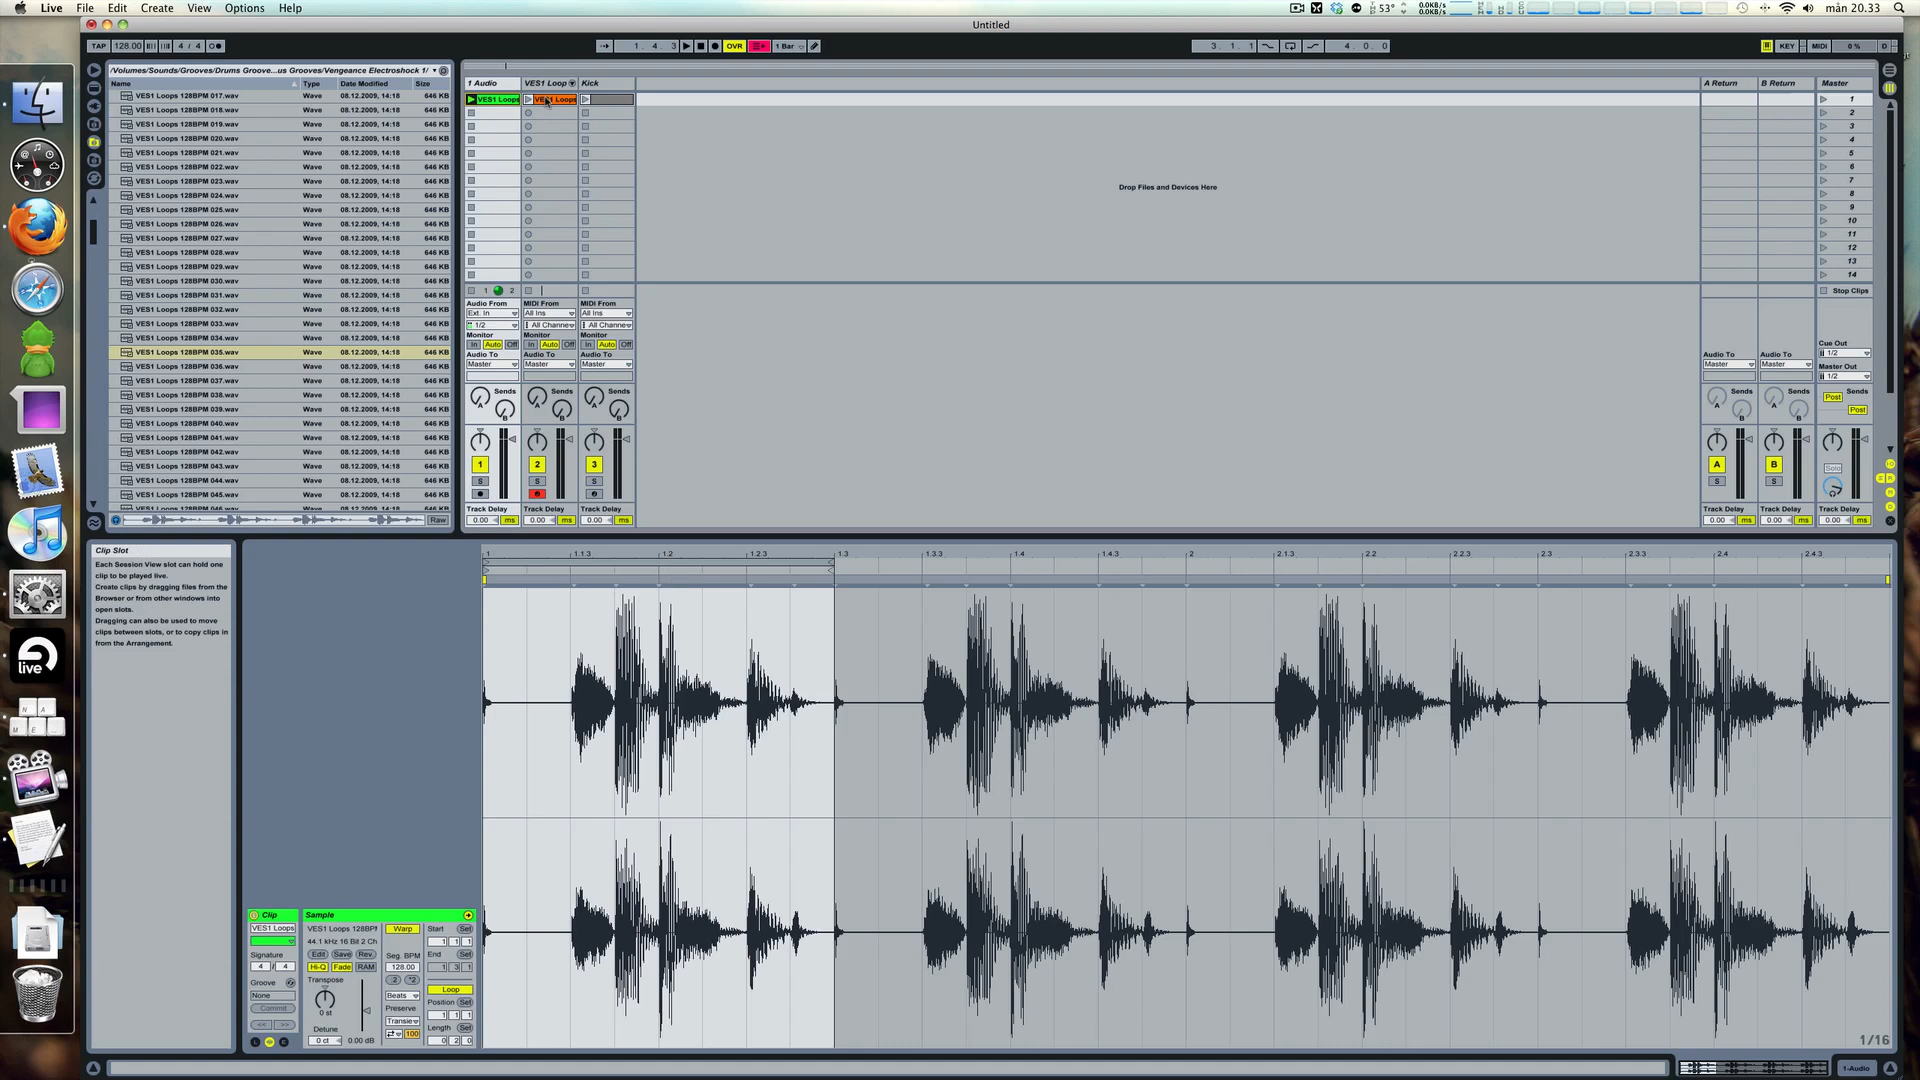 Live File Edit Create View Options Help
53° 0.0KB/s 0.0KB/s mån 20.33
Untitled
TAP 128.00 4 / 4 1. 4. 3 OVR 1 Bar 3. 1. 1 4. 0. 0 KEY MIDI 0 % D
/Volumes/Sounds/Grooves/Drums Groove...us Grooves/Vengeance Electroshock 1/
Name Type Date Modified Size
VES1 Loops 128BPM 017.wav Wave 08.12.2009, 14:18 646 KB
VES1 Loops 128BPM 018.wav Wave 08.12.2009, 14:18 646 KB
VES1 Loops 128BPM 019.wav Wave 08.12.2009, 14:18 646 KB
VES1 Loops 128BPM 020.wav Wave 08.12.2009, 14:18 646 KB
VES1 Loops 128BPM 021.wav Wave 08.12.2009, 14:18 646 KB
VES1 Loops 128BPM 022.wav Wave 08.12.2009, 14:18 646 KB
VES1 Loops 128BPM 023.wav Wave 08.12.2009, 14:18 646 KB
VES1 Loops 128BPM 024.wav Wave 08.12.2009, 14:18 646 KB
VES1 Loops 128BPM 025.wav Wave 08.12.2009, 14:18 646 KB
VES1 Loops 128BPM 026.wav Wave 08.12.2009, 14:18 646 KB
VES1 Loops 128BPM 027.wav Wave 08.12.2009, 14:18 646 KB
VES1 Loops 128BPM 028.wav Wave 08.12.2009, 14:18 646 KB
VES1 Loops 128BPM 029.wav Wave 08.12.2009, 14:18 646 KB
VES1 Loops 128BPM 030.wav Wave 08.12.2009, 14:18 646 KB
VES1 Loops 128BPM 031.wav Wave 08.12.2009, 14:18 646 KB
VES1 Loops 128BPM 032.wav Wave 08.12.2009, 14:18 646 KB
VES1 Loops 128BPM 033.wav Wave 08.12.2009, 14:18 646 KB
VES1 Loops 128BPM 034.wav Wave 08.12.2009, 14:18 646 KB
VES1 Loops 128BPM 035.wav Wave 08.12.2009, 14:18 646 KB
VES1 Loops 128BPM 036.wav Wave 08.12.2009, 14:18 646 KB
VES1 Loops 128BPM 037.wav Wave 08.12.2009, 14:18 646 KB
VES1 Loops 128BPM 038.wav Wave 08.12.2009, 14:18 646 KB
VES1 Loops 128BPM 039.wav Wave 08.12.2009, 14:18 646 KB
VES1 Loops 128BPM 040.wav Wave 08.12.2009, 14:18 646 KB
VES1 Loops 128BPM 041.wav Wave 08.12.2009, 14:18 646 KB
VES1 Loops 128BPM 042.wav Wave 08.12.2009, 14:18 646 KB
VES1 Loops 128BPM 043.wav Wave 08.12.2009, 14:18 646 KB
VES1 Loops 128BPM 044.wav Wave 08.12.2009, 14:18 646 KB
VES1 Loops 128BPM 045.wav Wave 08.12.2009, 14:18 646 KB
Raw
1 Audio VES1 Loop Kick A Return B Return Master
VES1 Loops VES1 Loops 1
2
3
4
5
6
7
8
9
10
11
12
13
14
Drop Files and Devices Here
1 2 Stop Clips
Audio From MIDI From MIDI From
Ext. In All Ins All Ins
1/2 All Channe All Channe
Monitor Monitor Monitor
In Auto Off In Auto Off In Auto Off
Audio To Audio To Audio To Audio To Audio To
Master Master Master Master Master
Cue Out
1/2
Master Out
1/2
Sends Sends Sends Sends Sends Sends
A B A B A B A B A B Post Post
1 2 3 A B Solo
S S S S S
Track Delay Track Delay Track Delay Track Delay Track Delay Track Delay
0.00 ms 0.00 ms 0.00 ms 0.00 ms 0.00 ms 0.00 ms
Clip Slot
Each Session View slot can hold one
clip to be played live.
Create clips by dragging files from the
Browser or from other windows into
open slots.
Dragging can also be used to move
clips between slots, or to copy clips in
from the Arrangement.
1 1.1.3 1.2 1.2.3 1.3 1.3.3 1.4 1.4.3 2 2.1.3 2.2 2.2.3 2.3 2.3.3 2.4 2.4.3
Clip
VES1 Loops
Signature
4 / 4
Groove
None
Commit
<< >>
Sample
VES1 Loops 128BPM
44.1 kHz 16 Bit 2 Ch
Edit Save Rev.
Hi-Q Fade RAM
Transpose
0 st
Detune
0 ct 0.00 dB
Warp
Seg. BPM
128.00
:2 *2
Beats
Preserve
Transie
100
Start Set
1 1 1
End Set
1 3 1
Loop
Position Set
1 1 1
Length Set
0 2 0
1/16
1-Audio
live